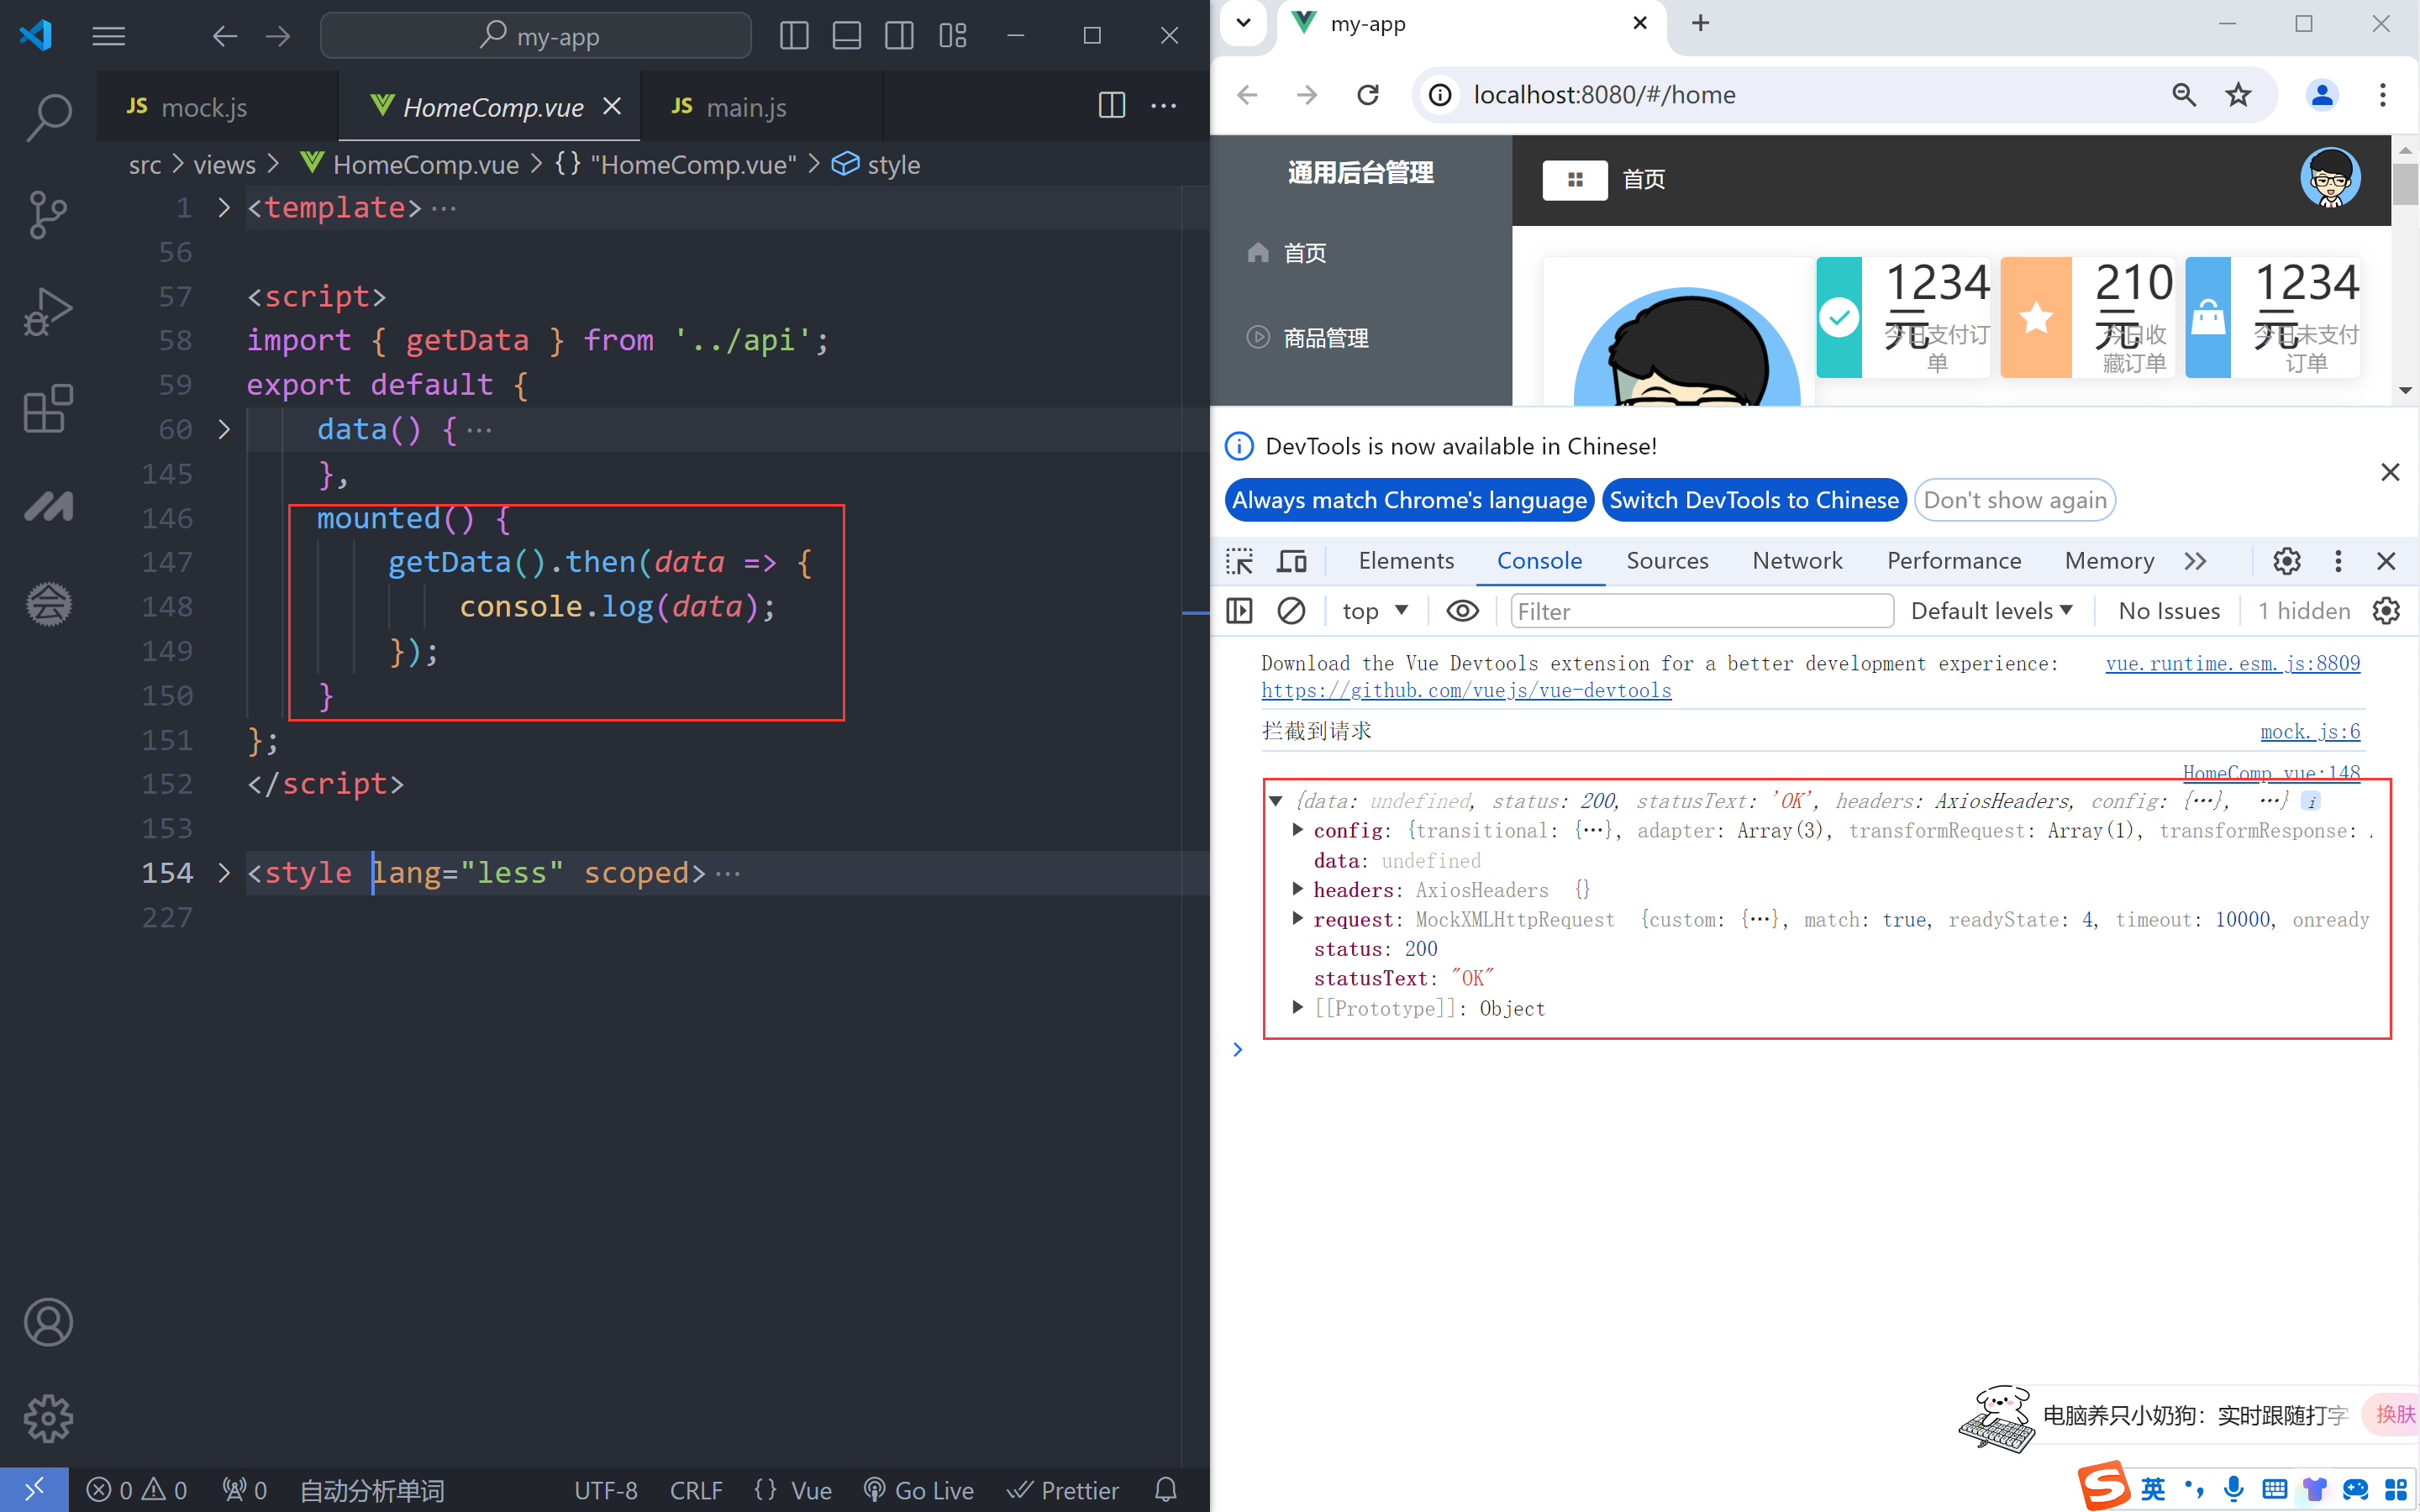 my-app
JS mock.js
HomeComp.vue
JS main.js
src > views > HomeComp.vue > {} "HomeComp.vue" > style
1 <template>…
56
57 <script>
58 import { getData } from '../api';
59 export default {
60 data() {…
145 },
146 mounted() {
147 getData().then(data => {
148 console.log(data);
149 });
150 }
151 };
152 </script>
153
154 <style lang="less" scoped>…
227
0 0 0 自动分析单词 UTF-8 CRLF {} Vue Go Live Prettier
my-app
localhost:8080/#/home
通用后台管理
首页
商品管理
首页
1234元
今日支付订单
210元
今日收藏订单
1234元
今日未支付订单
DevTools is now available in Chinese!
Always match Chrome's language Switch DevTools to Chinese Don't show again
Elements Console Sources Network Performance Memory
top Filter Default levels No Issues 1 hidden
Download the Vue Devtools extension for a better development experience: vue.runtime.esm.js:8809
https://github.com/vuejs/vue-devtools
拦截到请求 mock.js:6
HomeComp.vue:148
{data: undefined, status: 200, statusText: 'OK', headers: AxiosHeaders, config: {…}, …} i
config: {transitional: {…}, adapter: Array(3), transformRequest: Array(1), transformResponse:
data: undefined
headers: AxiosHeaders {}
request: MockXMLHttpRequest {custom: {…}, match: true, readyState: 4, timeout: 10000, onready
status: 200
statusText: "OK"
[[Prototype]]: Object
电脑养只小奶狗：实时跟随打字 换肤
S 英